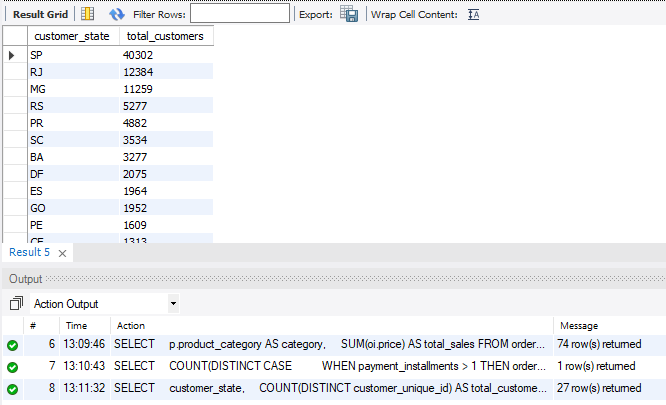 Result Grid Filter Rows: Export: Wrap Cell Content:
customer_state total_customers
SP 40302
RJ 12384
MG 11259
RS 5277
PR 4882
SC 3534
BA 3277
DF 2075
ES 1964
GO 1952
PE 1609
CE 1313
Result 5
Output
Action Output
# Time Action Message
6 13:09:46 SELECT p.product_category AS category, SUM(oi.price) AS total_sales FROM order... 74 row(s) returned
7 13:10:43 SELECT COUNT(DISTINCT CASE WHEN payment_installments > 1 THEN order... 1 row(s) returned
8 13:11:32 SELECT customer_state, COUNT(DISTINCT customer_unique_id) AS total_custome... 27 row(s) returned